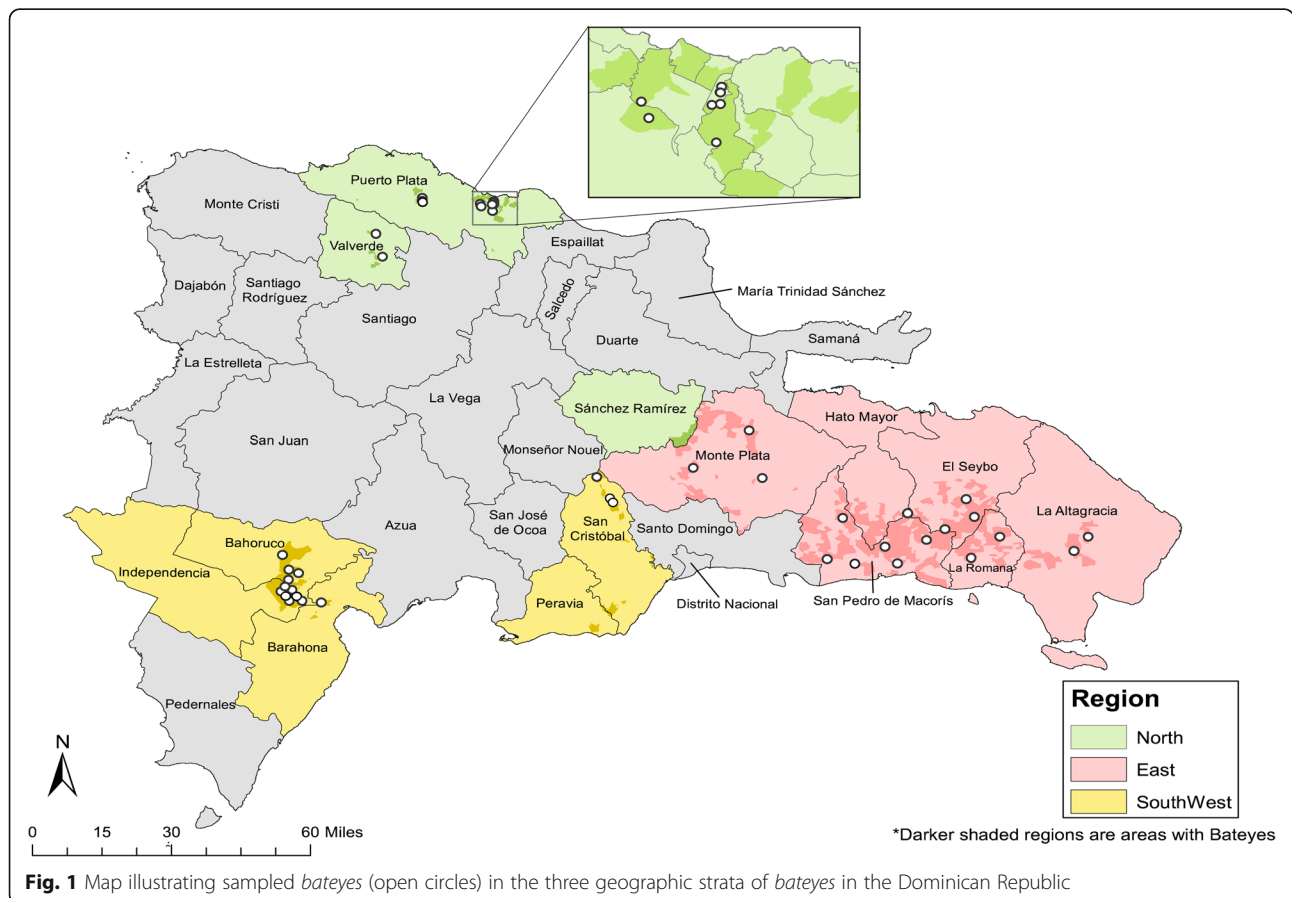 Puerto Plata
Monte Cristi
Valverde
Espaillat
Dajabón
Santiago
Rodríguez
Salcedo
María Trinidad Sánchez
Santiago
Duarte
Samaná
La Estrelleta
La Vega
Sánchez Ramírez
Hato Mayor
San Juan
Monseñor Nouel
Monte Plata
El Seybo
La Altagracia
Azua
San José
de Ocoa
San
Cristóbal
Santo Domingo
Bahoruco
Independencia
La Romana
Peravia
Distrito Nacional
San Pedro de Macorís
Barahona
Pedernales
Region
North
East
SouthWest
N
0 15 30 60 Miles
*Darker shaded regions are areas with Bateyes
Fig. 1 Map illustrating sampled bateyes (open circles) in the three geographic strata of bateyes in the Dominican Republic